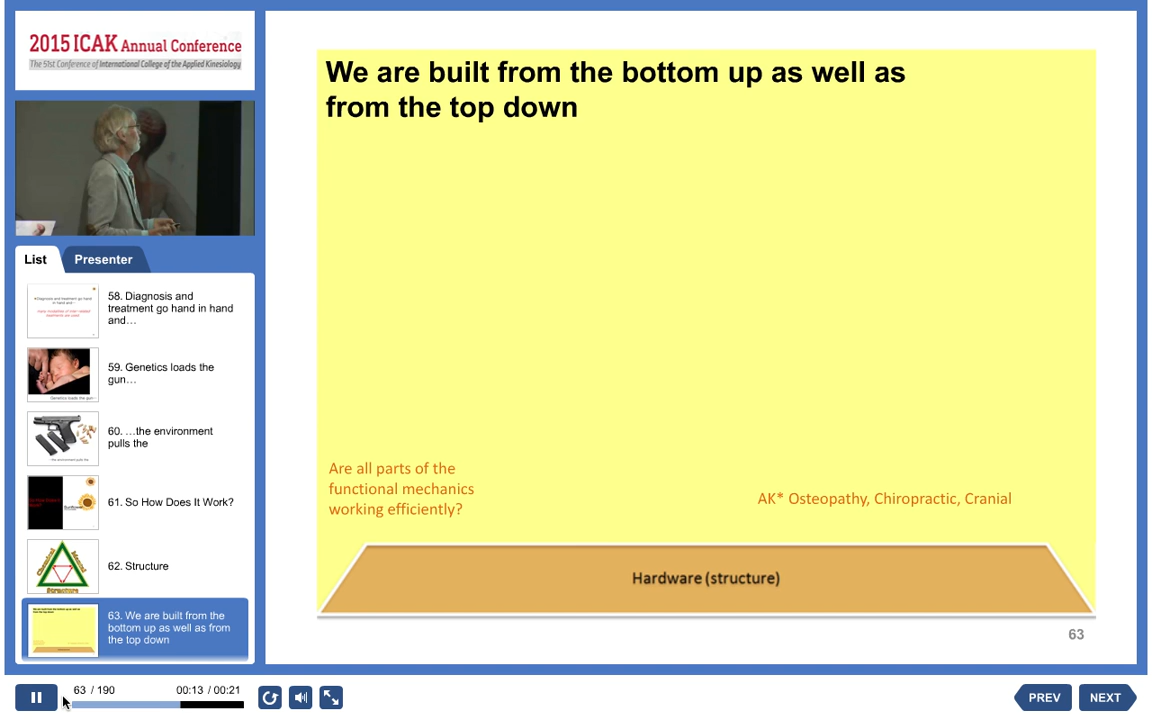 2015 ICAK Annual Conference
The 51st Conference of International College of the Applied Kinesiology
List
Presenter
58. Diagnosis and
treatment go hand in hand
and…
59. Genetics loads the
gun…
60. …the environment
pulls the
61. So How Does It Work?
62. Structure
63. We are built from the
bottom up as well as from
the top down
We are built from the bottom up as well as
from the top down
Are all parts of the
functional mechanics
working efficiently?
AK* Osteopathy, Chiropractic, Cranial
Hardware (structure)
63
63 / 190
00:13 / 00:21
PREV
NEXT